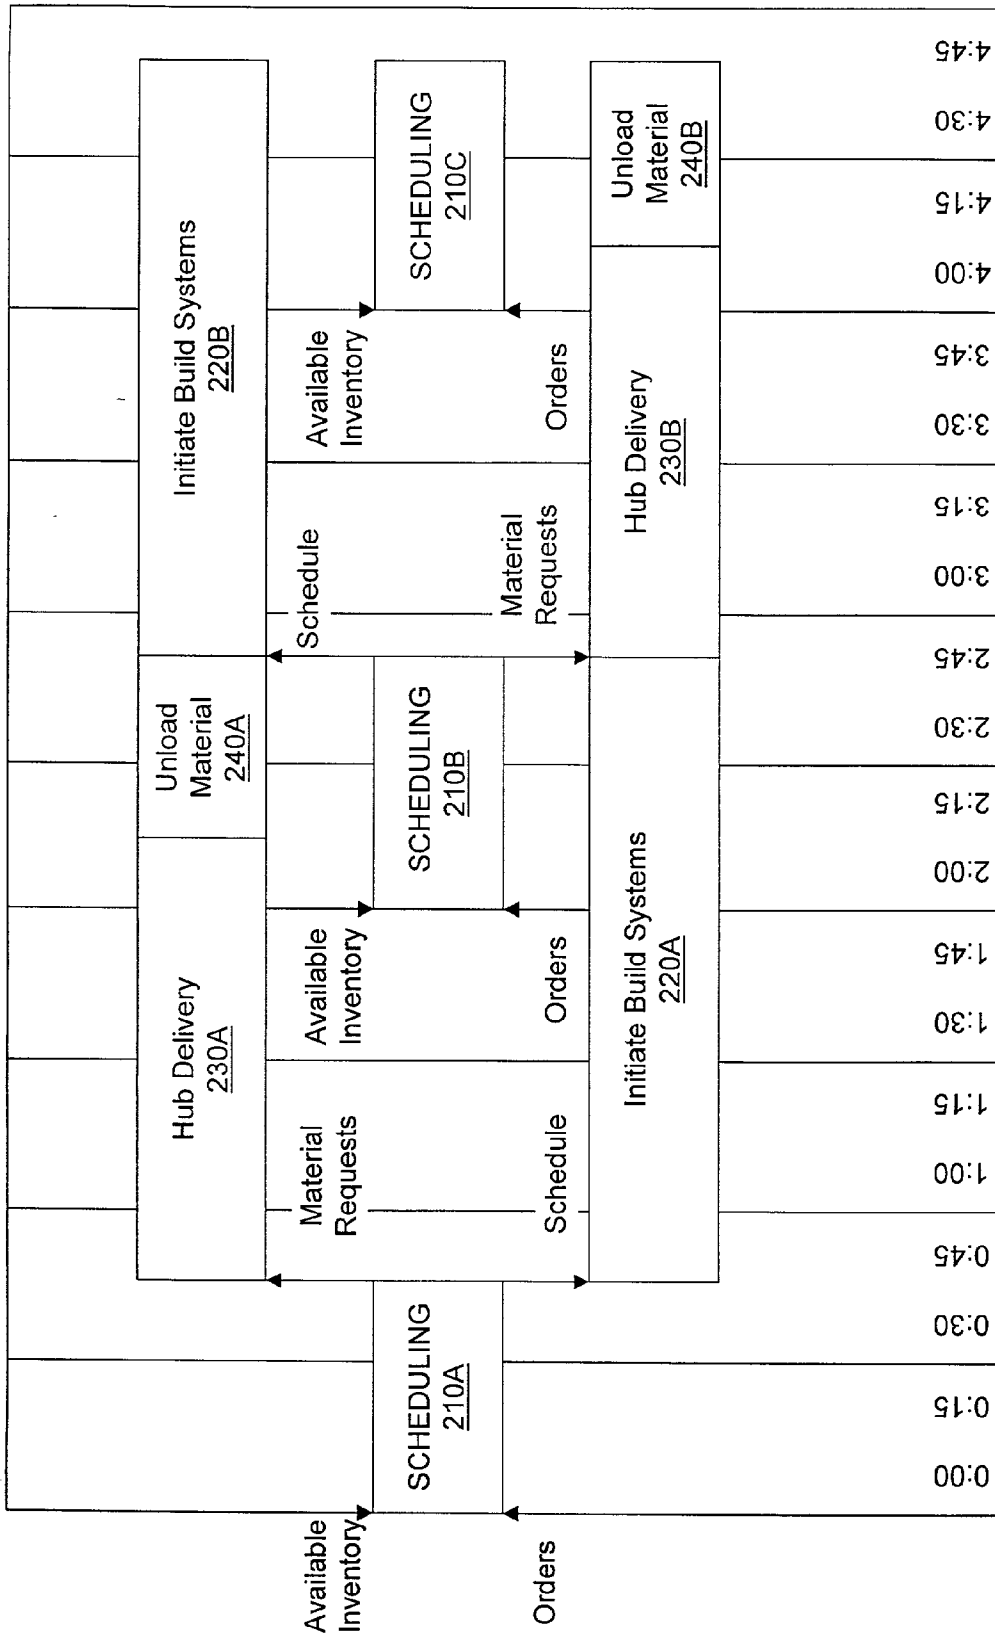 Hub Delivery
230A
Unload
Material
240A
Initiate Build Systems
220B
Available
Inventory
Material
Requests
Available
Inventory
Schedule
Available
Inventory
SCHEDULING
210A
SCHEDULING
210B
SCHEDULING
210C
Orders
Schedule
Orders
Material
Requests
Orders
Initiate Build Systems
220A
Hub Delivery
230B
Unload
Material
240B
0:00
0:15
0:30
0:45
1:00
1:15
1:30
1:45
2:00
2:15
2:30
2:45
3:00
3:15
3:30
3:45
4:00
4:15
4:30
4:45